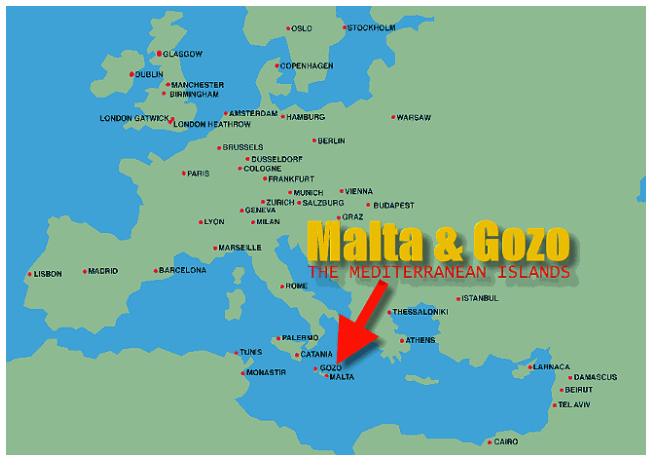 OSLO
STOCKHOLM
GLASGOW
COPENHAGEN
DUBLIN
MANCHESTER
BIRMINGHAM
LONDON GATWICK
LONDON HEATHROW
AMSTERDAM
HAMBURG
WARSAW
BERLIN
BRUSSELS
DUSSELDORF
COLOGNE
PARIS
FRANKFURT
MUNICH
VIENNA
ZURICH
SALZBURG
BUDAPEST
GENEVA
GRAZ
LYON
MILAN
Malta & Gozo
THE MEDITERRANEAN ISLANDS
MARSEILLE
LISBON
MADRID
BARCELONA
ROME
ISTANBUL
THESSALONIKI
PALERMO
ATHENS
TUNIS
CATANIA
GOZO
MALTA
MONASTIR
LARNACA
DAMASCUS
BEIRUT
TEL AVIV
CAIRO